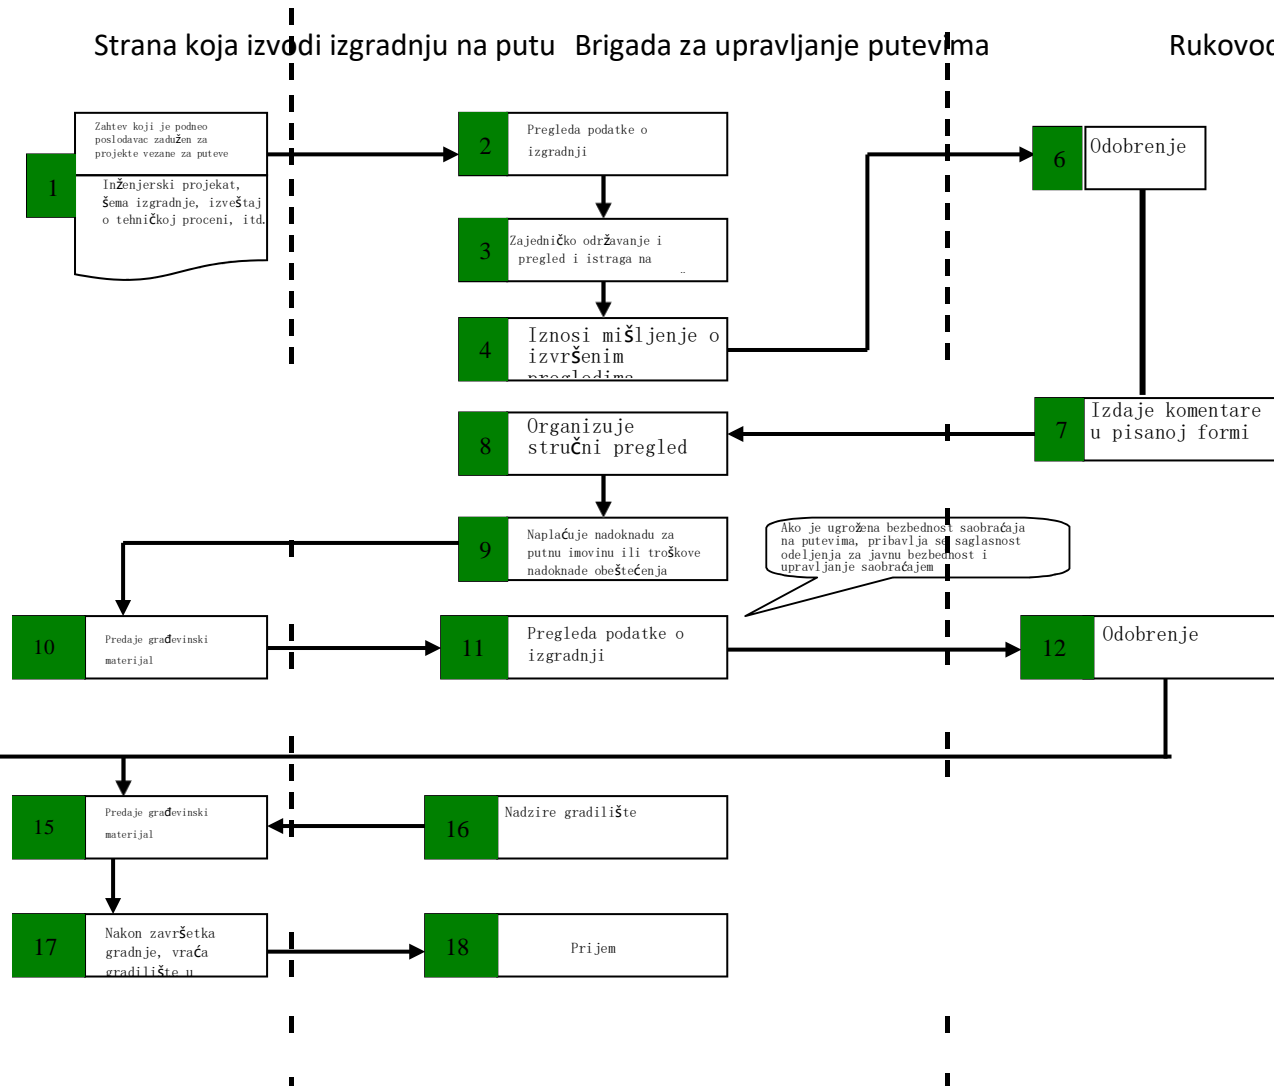 Strana koja izvodi izgradnju na putu Brigada za upravljanje putevima
1
Zahtev koji je podneo
poslodavac zadužen za
projekte vezane za puteve
Inženjerski projekat,
šema izgradnje, izveštaj
o tehničkoj proceni, itd.
2
Pregleda podatke o
izgradnji
3
Zajedničko održavanje i
pregled i istraga na
4
Iznosi mišljenje o
izvršenim
pregledima
6
Odobrenje
7
Izdaje komentare
u pisanoj formi
8
Organizuje
stručni pregled
9
Naplaćuje nadoknadu za
putnu imovinu ili troškove
nadoknade obeštećenja
Ako je ugrožena bezbednost saobraćaja
na putevima, pribavlja se saglasnost
odeljenja za javnu bezbednost i
upravljanje saobraćajem
10
Predaje građevinski
materijal
11
Pregleda podatke o
izgradnji
12
Odobrenje
15
Predaje građevinski
materijal
16
Nadzire gradilište
17
Nakon završetka
gradnje, vraća
gradilište u
18
Prijem